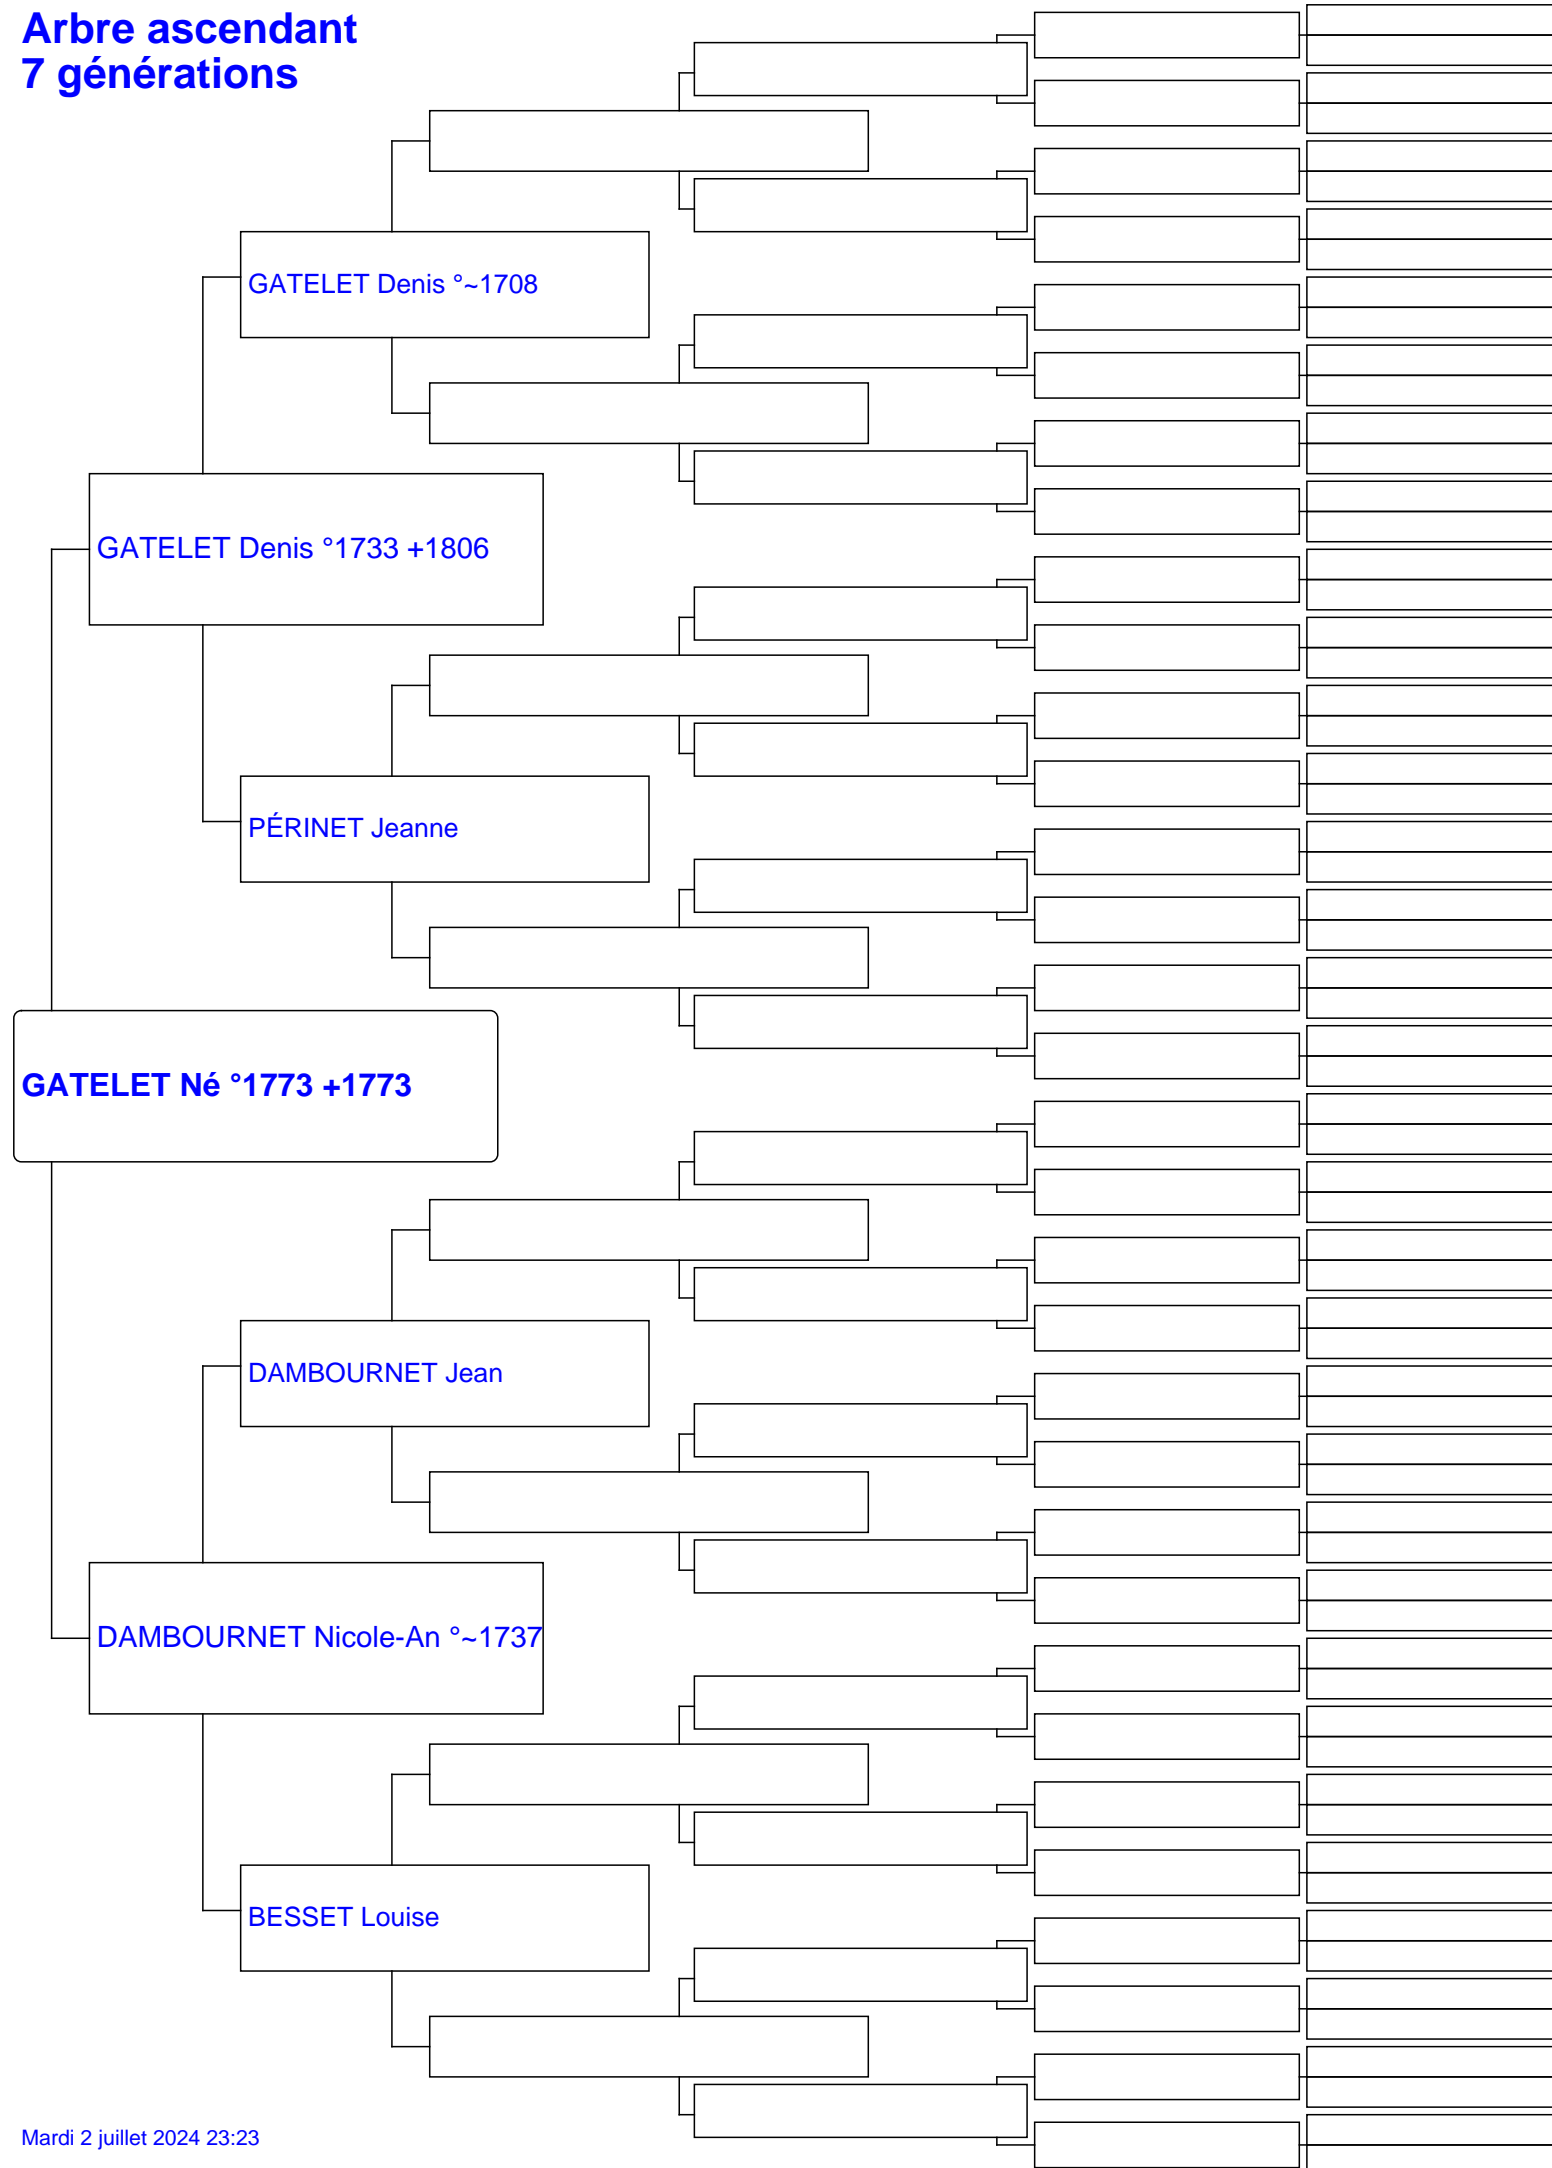 Arbre ascendant
7 générations
GATELET Denis °~1708
GATELET Denis °1733 +1806
PÉRINET Jeanne
GATELET Né °1773 +1773
DAMBOURNET Jean
DAMBOURNET Nicole-An °~1737
BESSET Louise
Mardi 2 juillet 2024 23:23